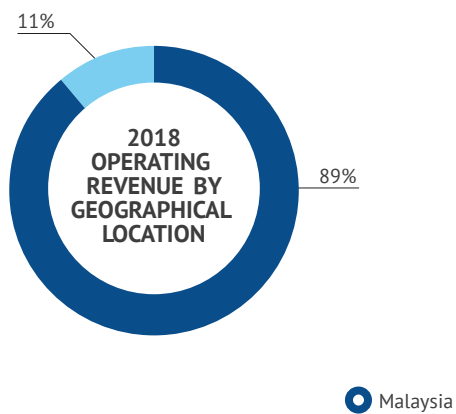 11%
2018
OPERATING
REVENUE BY
GEOGRAPHICAL
LOCATION
89%
Malaysia